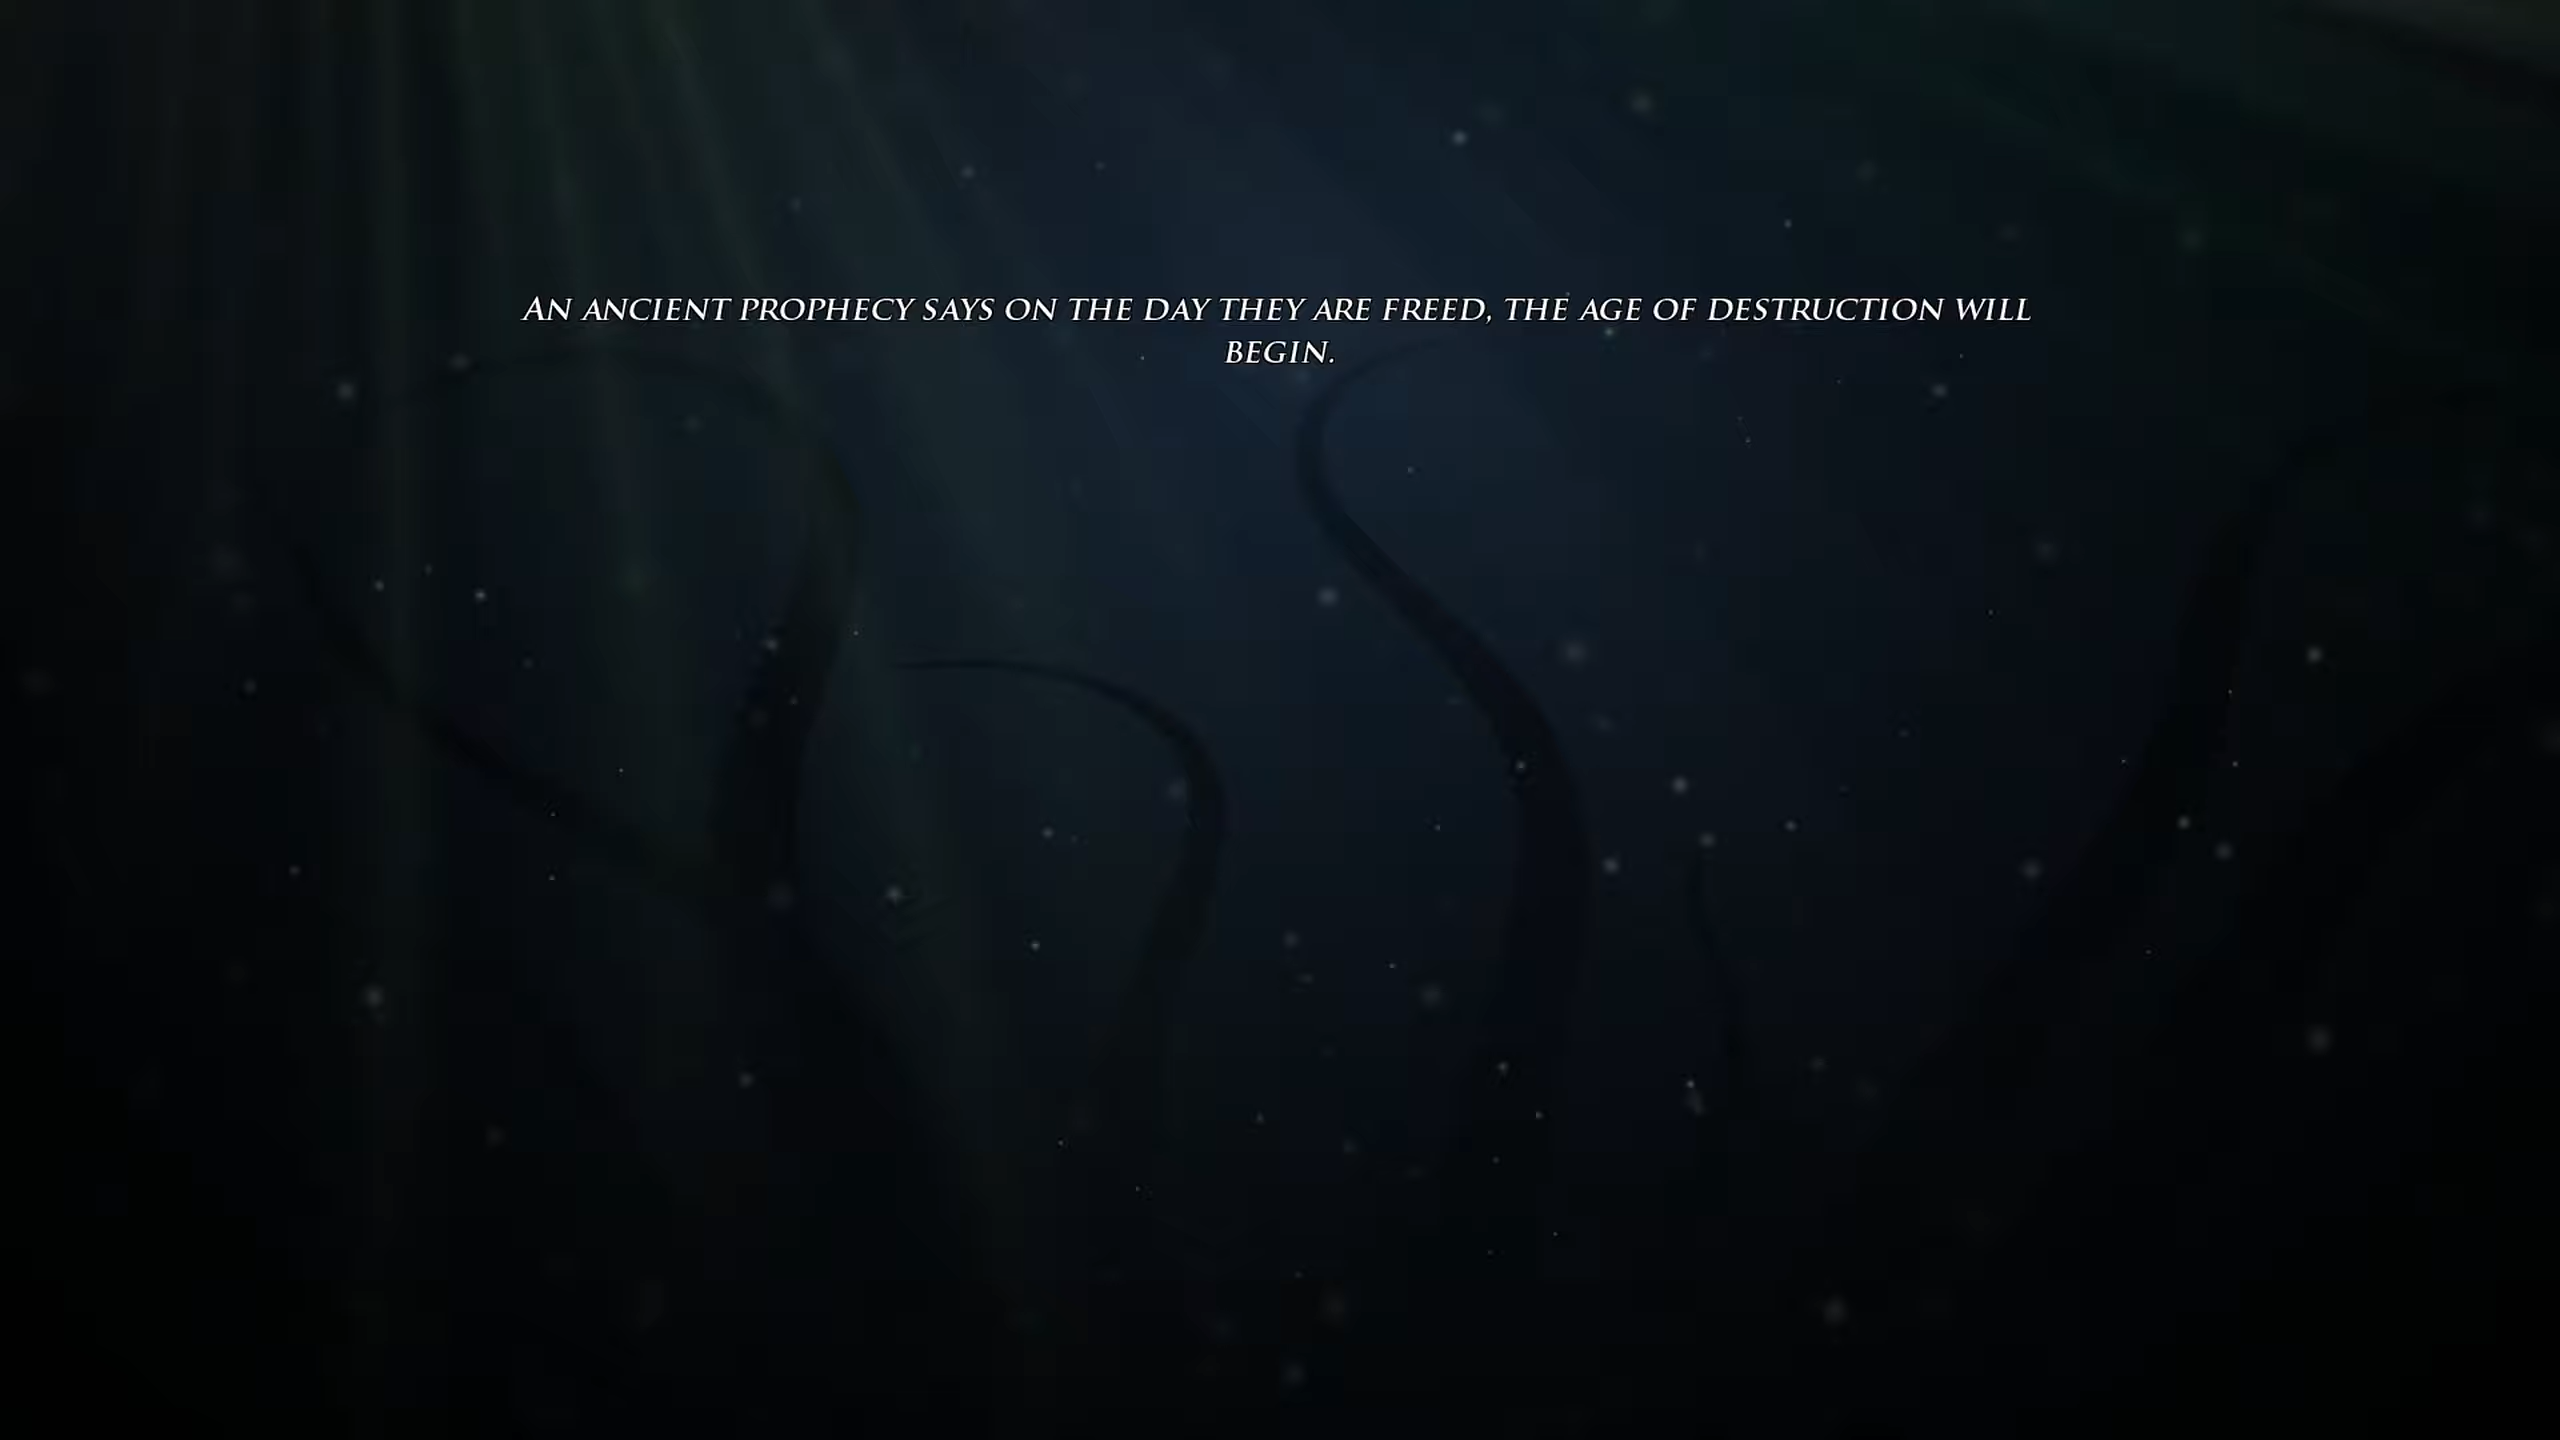 An ancient prophecy says on the day they are freed, the age of destruction will
begin.